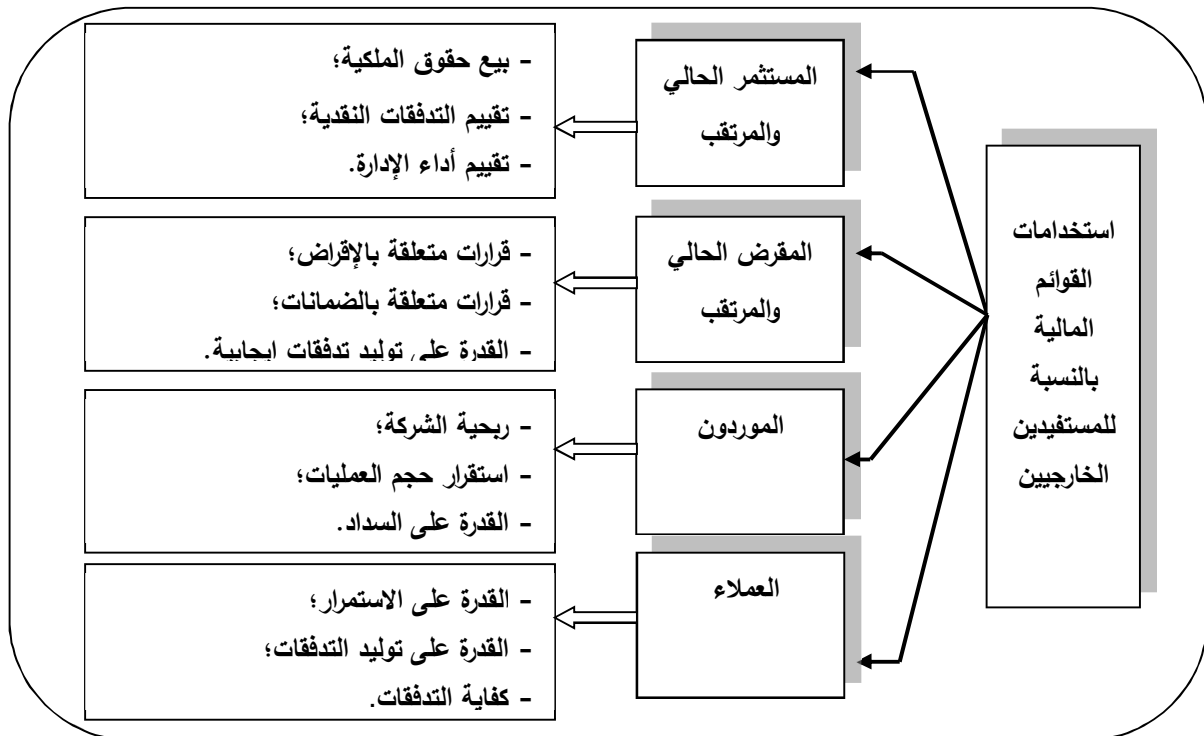 استخدامات
القوائم
المالية
بالنسبة
للمستفيدين
الخارجيين
المستثمر الحالي
والمرتقب
- بيع حقوق الملكية؛
- تقييم التدفقات النقدية؛
- تقييم أداء الإدارة.
المقرض الحالي
والمرتقب
- قرارات متعلقة بالإقراض؛
- قرارات متعلقة بالضمانات؛
- القدرة على توليد تدفقات ايجابية.
الموردون
- ربحية الشركة؛
- استقرار حجم العمليات؛
- القدرة على السداد.
العملاء
- القدرة على الاستمرار؛
- القدرة على توليد التدفقات؛
- كفاية التدفقات.